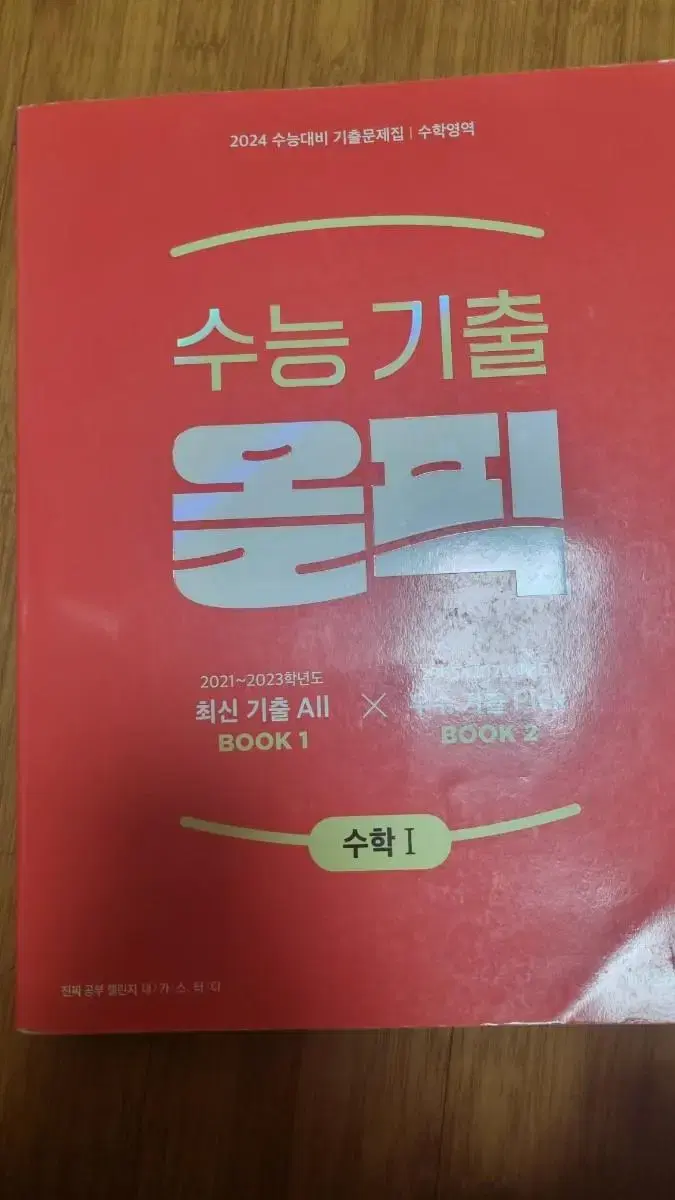 2024 수능대비 기출문제집 | 수학영역
수능 기출
올픽
2021~2023학년도
최신 기출 All
BOOK 1
×
기출
BOOK 2
수학 I
진짜 공부 챌린지 내/가/스/터/디